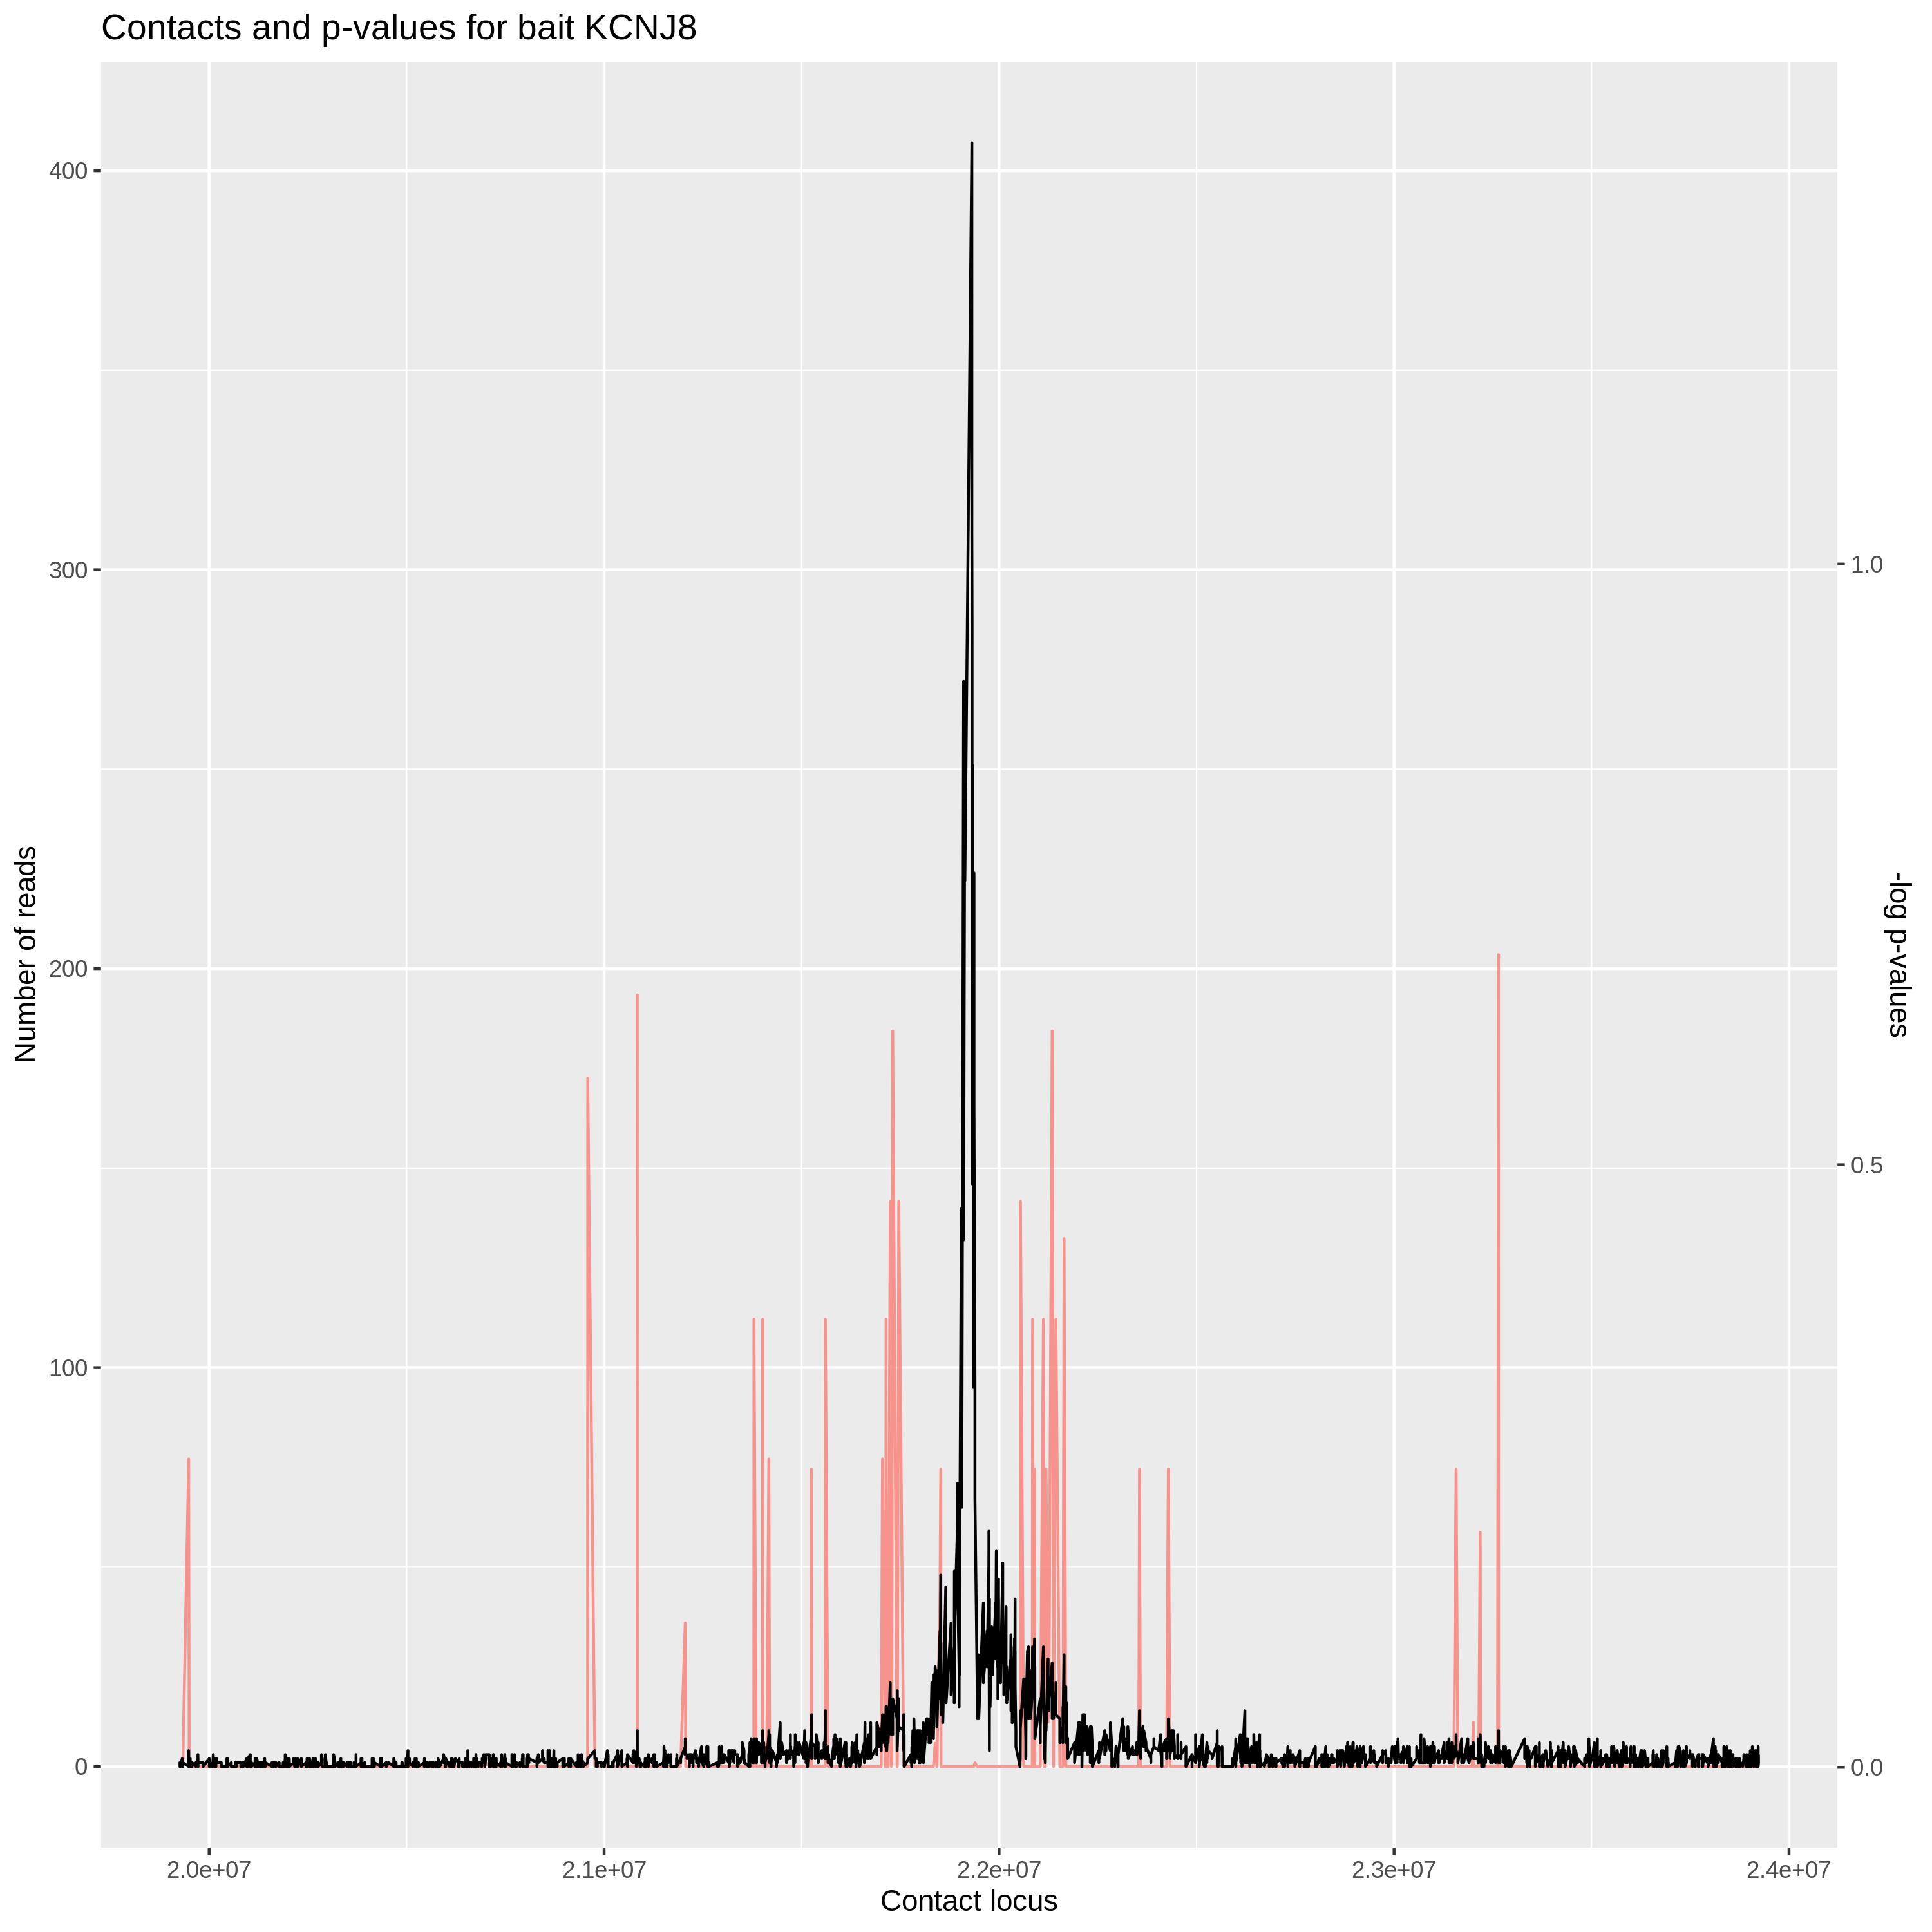 Contacts and p-values for bait KCNJ8
400
300
200
100
0
Number of reads
1.0
0.5
0.0
-log p-values
2.0e+07
2.1e+07
2.2e+07
2.3e+07
2.4e+07
Contact locus